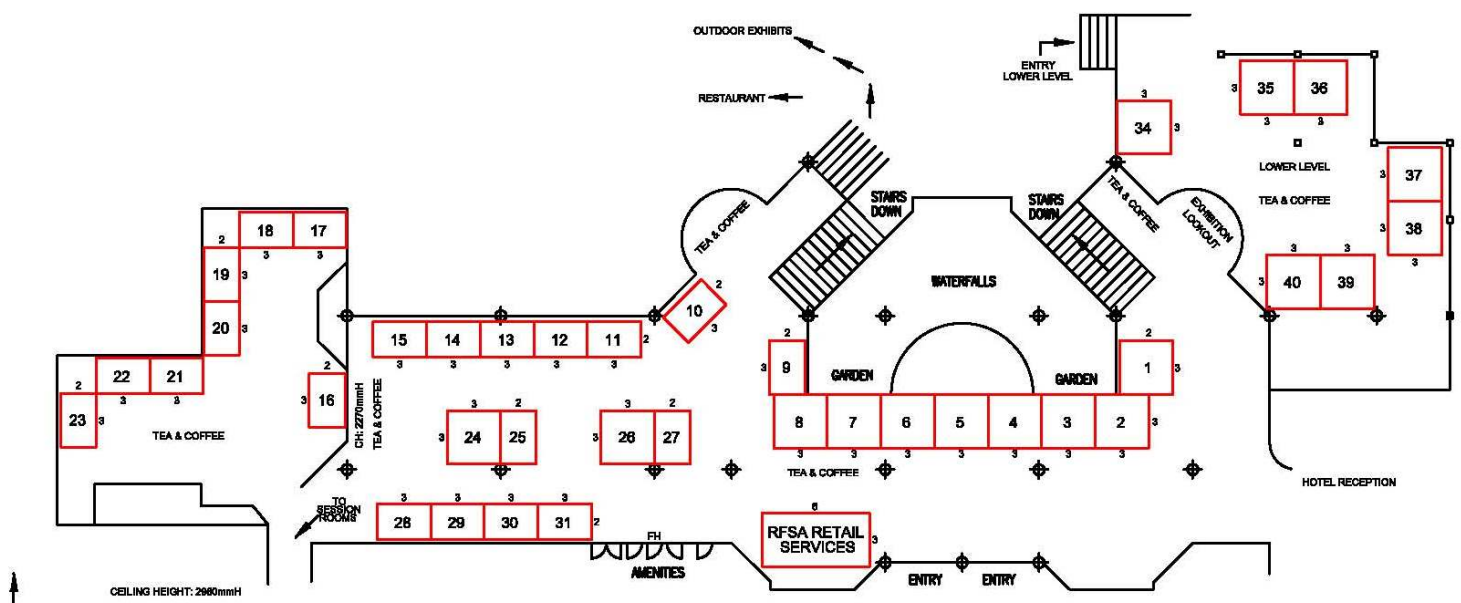 OUTDOOR EXHIBITS
RESTAURANT
ENTRY
LOWER LEVEL
3
34
3
3
35
36
3
3
LOWER LEVEL
TEA & COFFEE
3
37
3
38
3
3
3
3
40
39
3
3
TEA & COFFEE
EXHIBITION
LOOKOUT
STAIRS
DOWN
STAIRS
DOWN
TEA & COFFEE
WATERFALLS
GARDEN
GARDEN
2
18
17
3
3
19
3
20
3
22
21
2
3
3
23
3
TEA & COFFEE
2
3
16
CH: 2270mmH
TEA & COFFEE
15
14
13
12
11
2
3
3
3
3
3
2
10
3
2
9
3
2
1
3
8
7
6
5
4
3
2
3
3
3
3
3
3
3
3
TEA & COFFEE
3
2
3
24
25
3
2
3
26
27
TO
SESSION
ROOMS
3
3
3
3
28
29
30
31
2
FH
AMENITIES
6
RFSA RETAIL
SERVICES
3
ENTRY
ENTRY
HOTEL RECEPTION
CEILING HEIGHT: 2960mmH